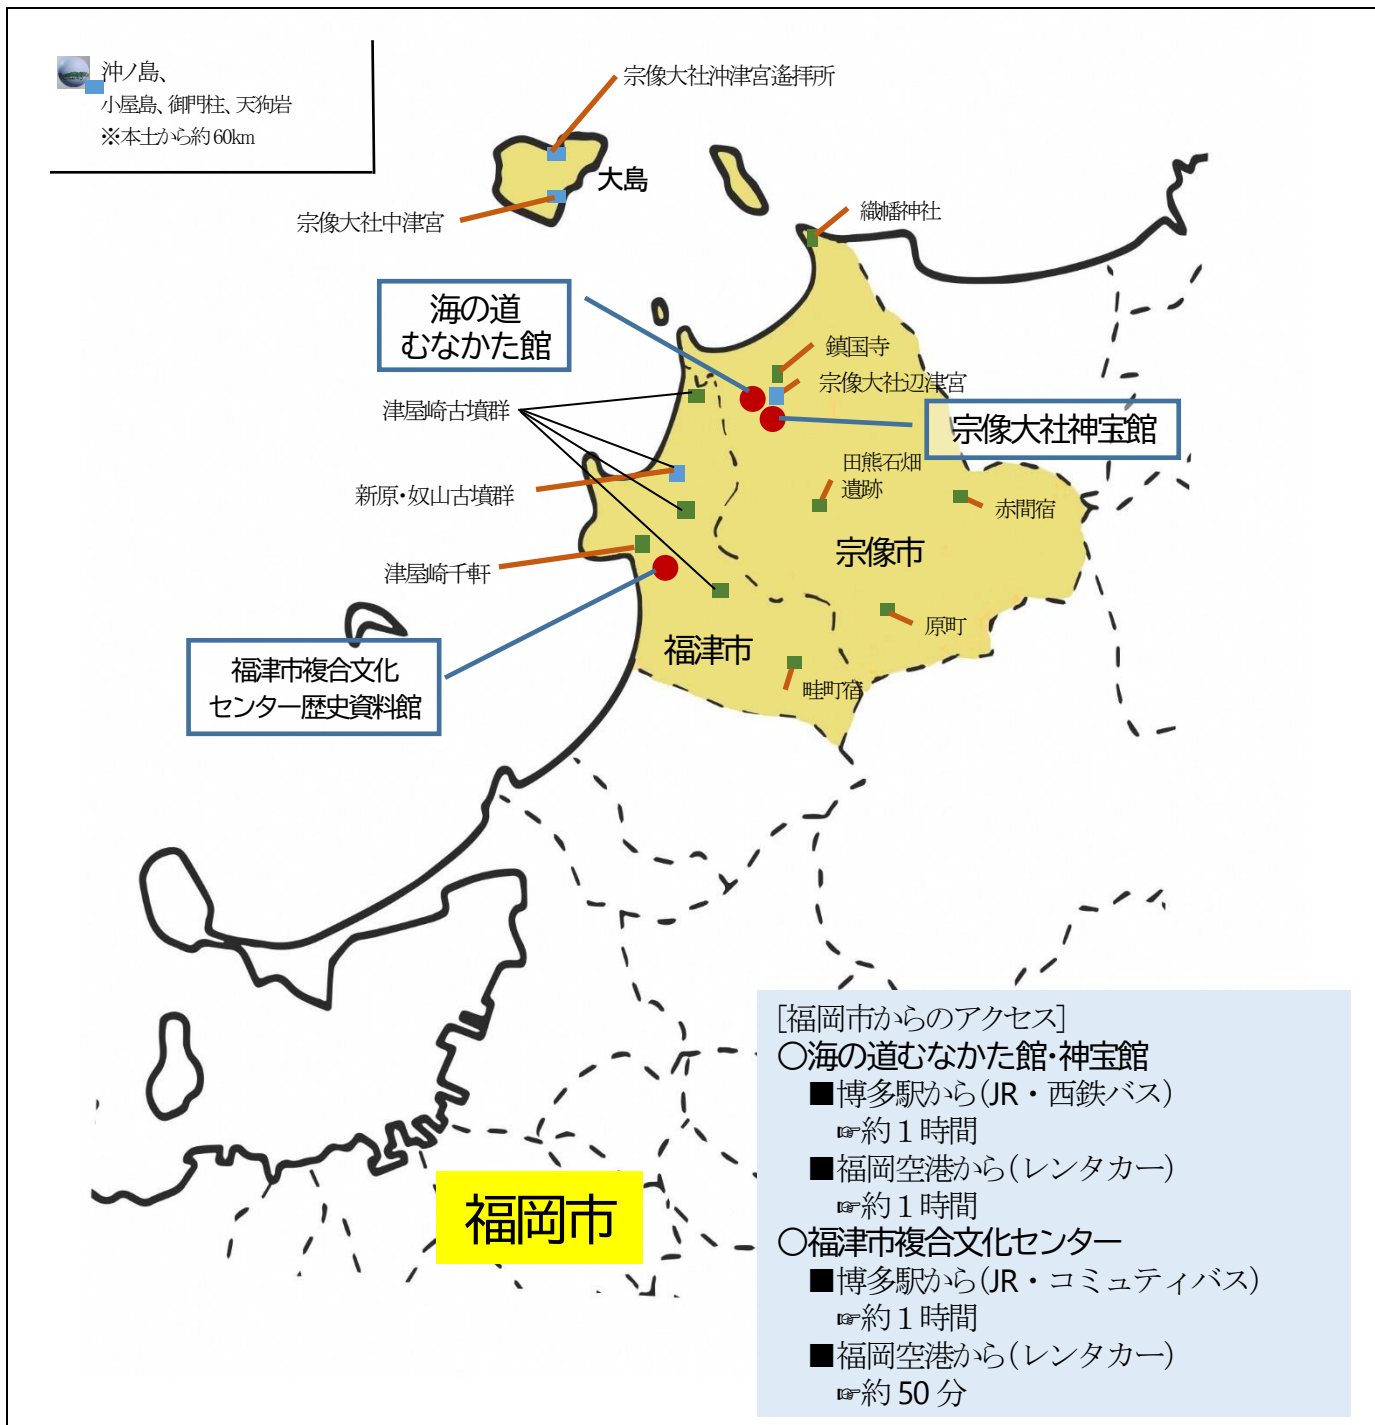 沖ノ島、
小屋島、御門柱、天狗岩
※本土から約60km
宗像大社沖津宮遙拝所
大島
宗像大社中津宮
織幡神社
海の道
むなかた館
鎮国寺
宗像大社辺津宮
津屋崎古墳群
宗像大社神宝館
田熊石畑
遺跡
新原・奴山古墳群
赤間宿
宗像市
津屋崎千軒
原町
福津市
福津市複合文化
センター歴史資料館
畦町宿
[福岡市からのアクセス]
○海の道むなかた館・神宝館
■博多駅から(JR・西鉄バス)
☞約1時間
■福岡空港から(レンタカー)
☞約1時間
○福津市複合文化センター
■博多駅から(JR・コミュティバス)
☞約1時間
■福岡空港から(レンタカー)
☞約50分
福岡市